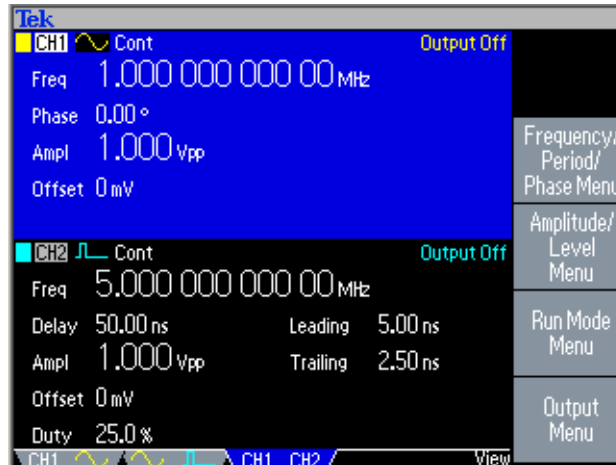 Tek
CH1 Cont Output Off
Freq 1.000 000 000 00 MHz
Phase 0.00 °
Ampl 1.000 Vpp
Offset 0 mV
CH2 Cont Output Off
Freq 5.000 000 000 00 MHz
Delay 50.00 ns Leading 5.00 ns
Ampl 1.000 Vpp Trailing 2.50 ns
Offset 0 mV
Duty 25.0 %
CH1 CH1 CH2 View
Frequency/
Period/
Phase Menu
Amplitude/
Level
Menu
Run Mode
Menu
Output
Menu